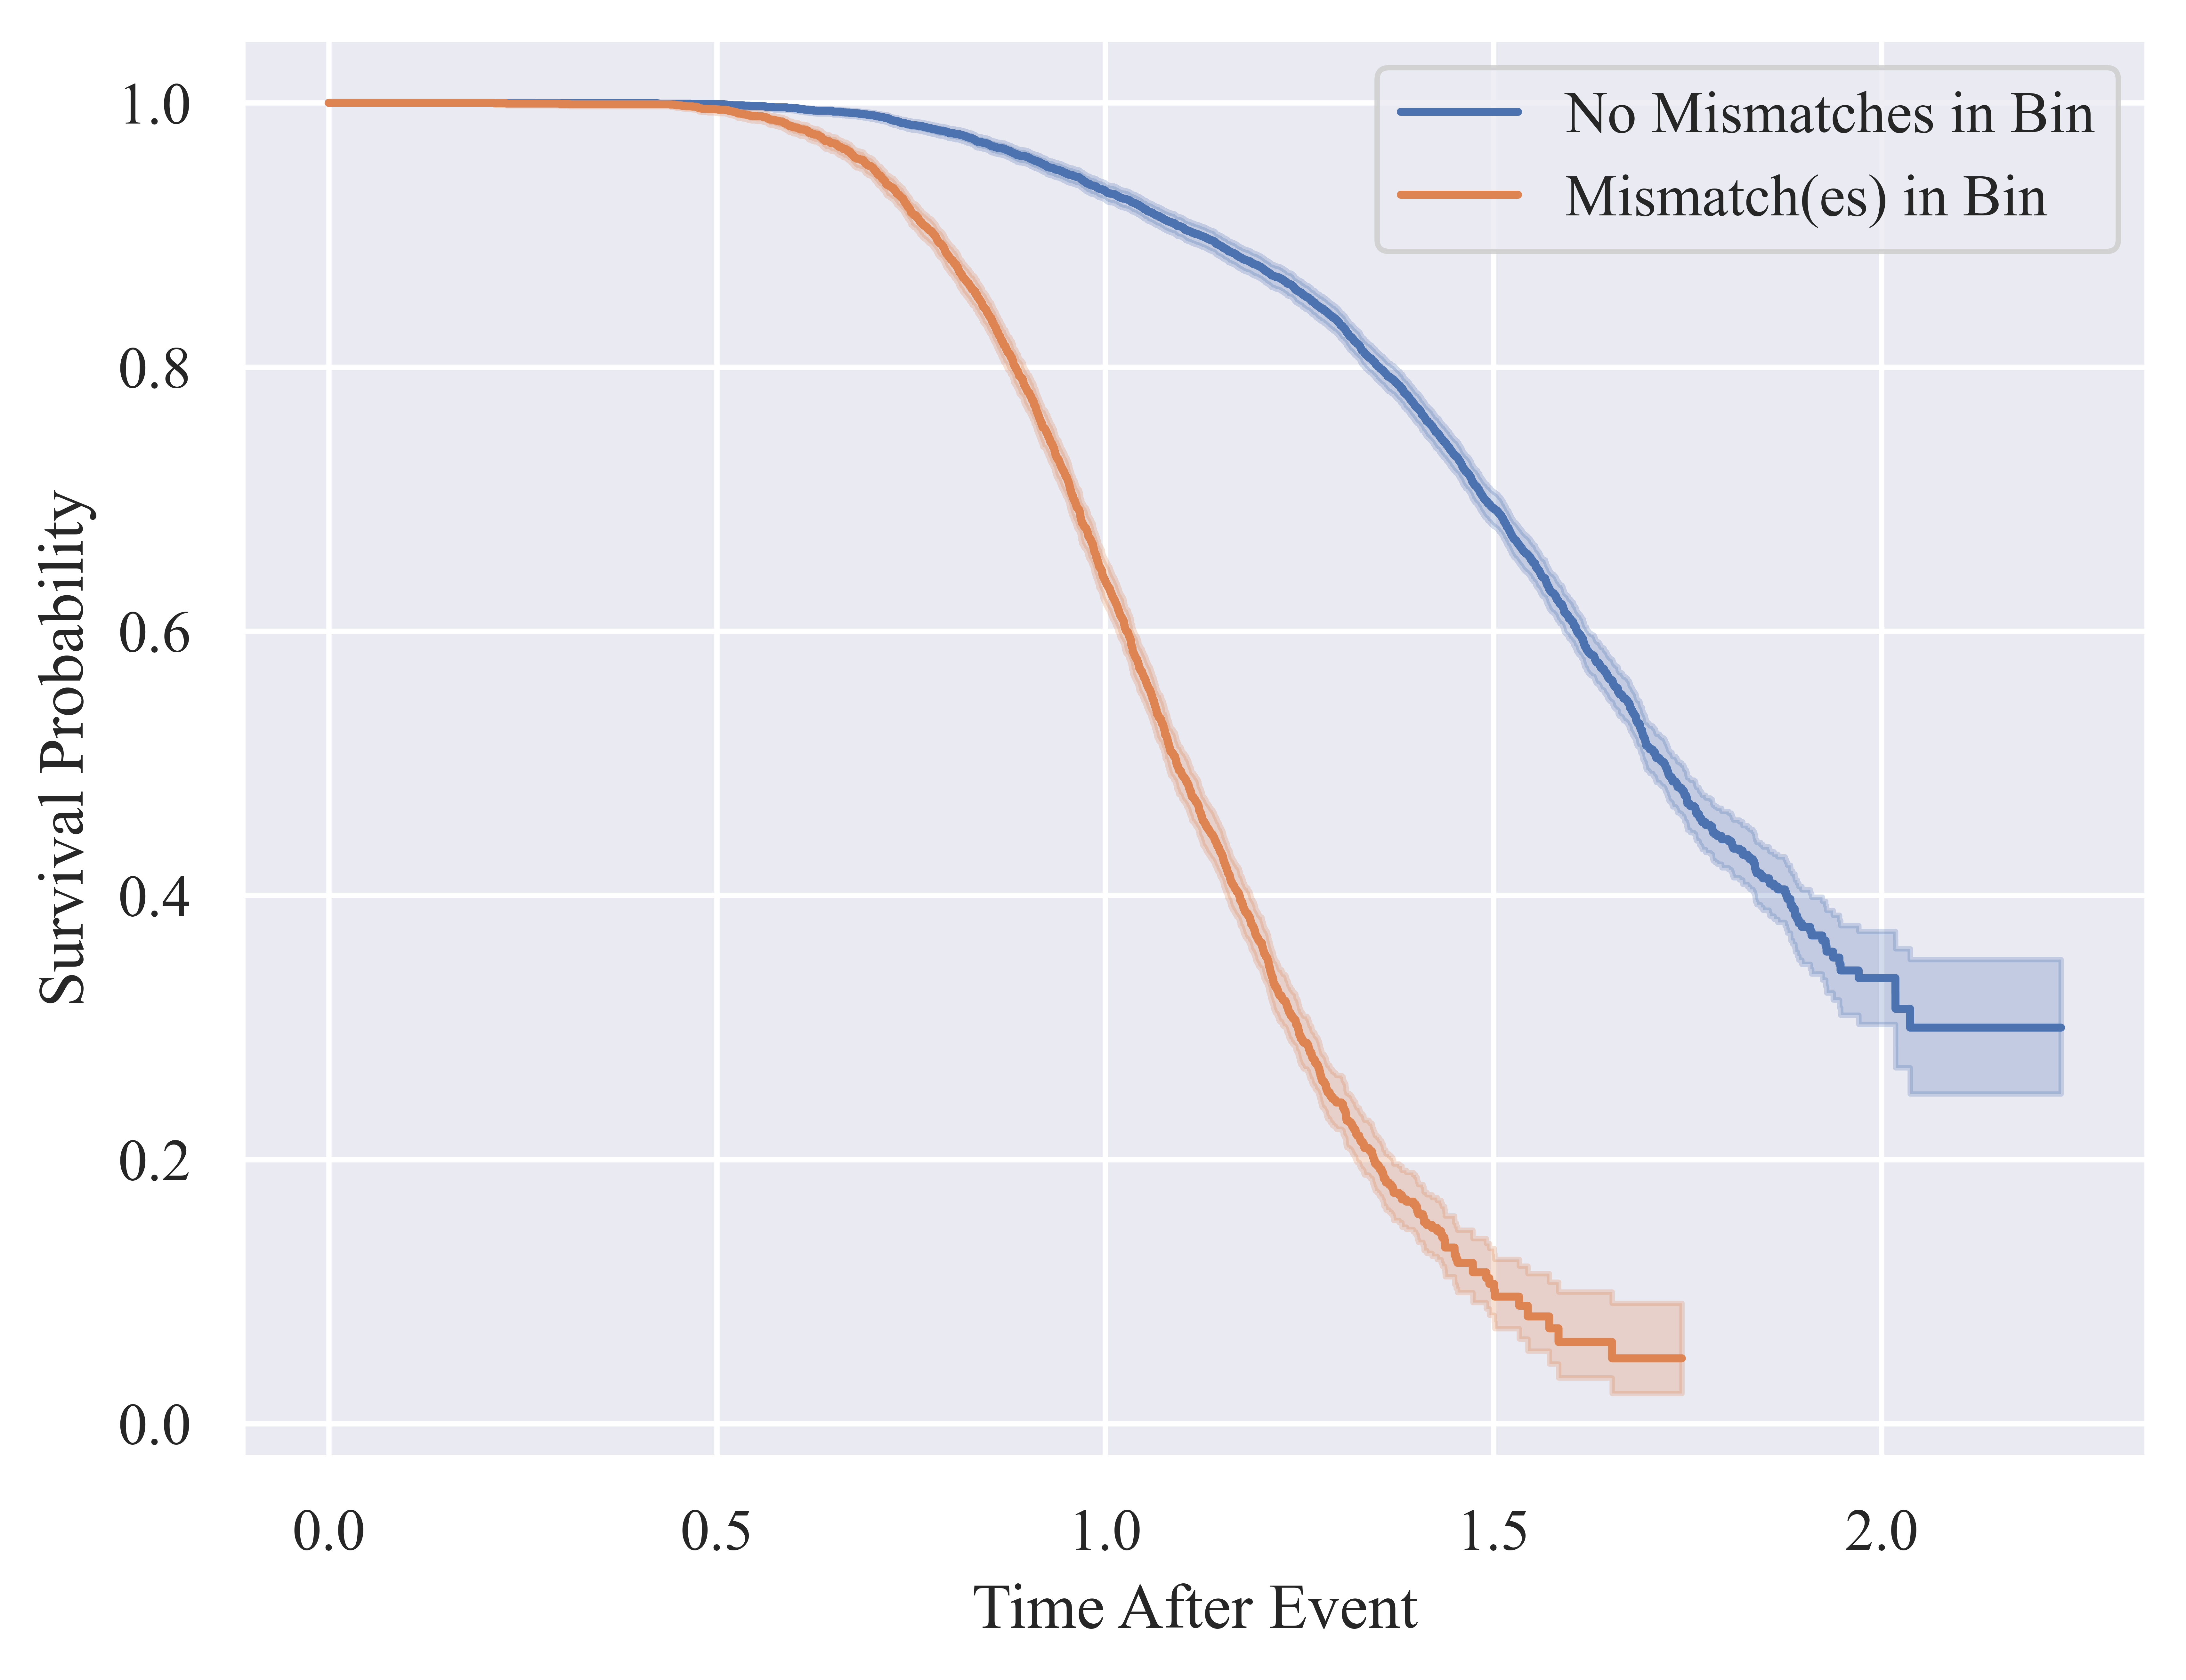 No Mismatches in Bin
Mismatch(es) in Bin
Survival Probability
1.0
0.8
0.6
0.4
0.2
0.0
0.0 0.5 1.0 1.5 2.0
Time After Event